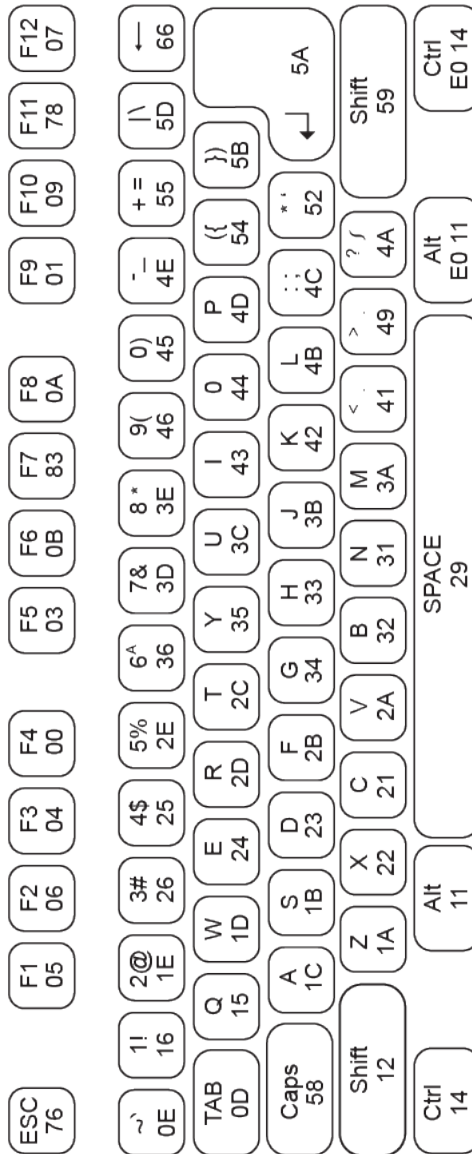 ESC F1 F2 F3 F4 F5 F6 F7 F8 F9 F10 F11 F12
76 05 06 04 00 03 0B 83 0A 01 09 78 07
~` 1! 2@ 3# 4$ 5% 6^ 7& 8* 9( 0) -_ += |\ ←
0E 16 1E 26 25 2E 36 3D 3E 46 45 4E 55 5D 66
TAB Q W E R T Y U I 0 P ({ })
0D 15 1D 24 2D 2C 35 3C 43 44 4D 54 5B 5A
Caps A S D F G H J K L : ; * ‘ ↵
58 1C 1B 23 2B 34 33 3B 42 4B 4C 52
Shift Z X C V B N M < . > . ? ∫ Shift
12 1A 22 21 2A 32 31 3A 41 49 4A 59
Ctrl Alt SPACE Alt Ctrl
14 11 29 E0 11 E0 14